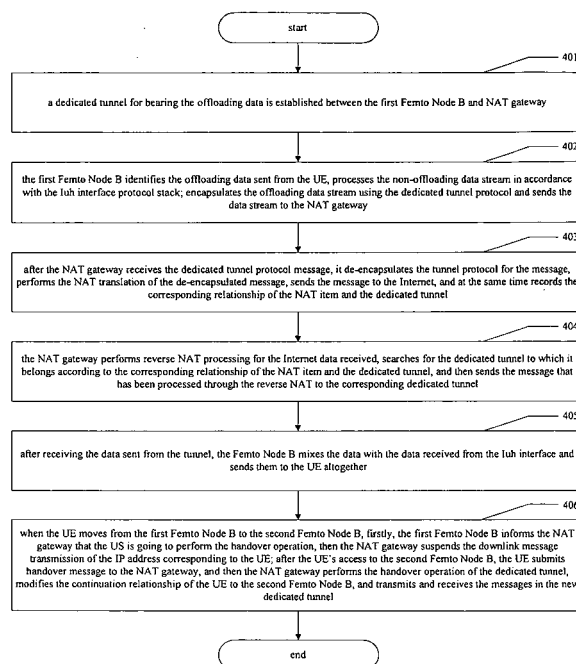 start
401
a dedicated tunnel for bearing the offloading data is established between the first Femto Node B and NAT gateway
402
the first Femto Node B identifies the offloading data sent from the UE, processes the non-offloading data stream in accordance
with the Iuh interface protocol stack; encapsulates the offloading data stream using the dedicated tunnel protocol and sends the
data stream to the NAT gateway
403
after the NAT gateway receives the dedicated tunnel protocol message, it de-encapsulates the tunnel protocol for the message,
performs the NAT translation of the de-encapsulated message, sends the message to the Internet, and at the same time records the
corresponding relationship of the NAT item and the dedicated tunnel
404
the NAT gateway performs reverse NAT processing for the Internet data received, searches for the dedicated tunnel to which it
belongs according to the corresponding relationship of the NAT item and the dedicated tunnel, and then sends the message that
has been processed through the reverse NAT to the corresponding dedicated tunnel
405
after receiving the data sent from the tunnel, the Femto Node B mixes the data with the data received from the Iuh interface and
sends them to the UE altogether
406
when the UE moves from the first Femto Node B to the second Femto Node B, firstly, the first Femto Node B informs the NAT
gateway that the US is going to perform the handover operation, then the NAT gateway suspends the downlink message
transmission of the IP address corresponding to the UE; after the UE's access to the second Femto Node B, the UE submits
handover message to the NAT gateway, and then the NAT gateway performs the handover operation of the dedicated tunnel,
modifies the continuation relationship of the UE to the second Femto Node B, and transmits and receives the messages in the new
dedicated tunnel
end